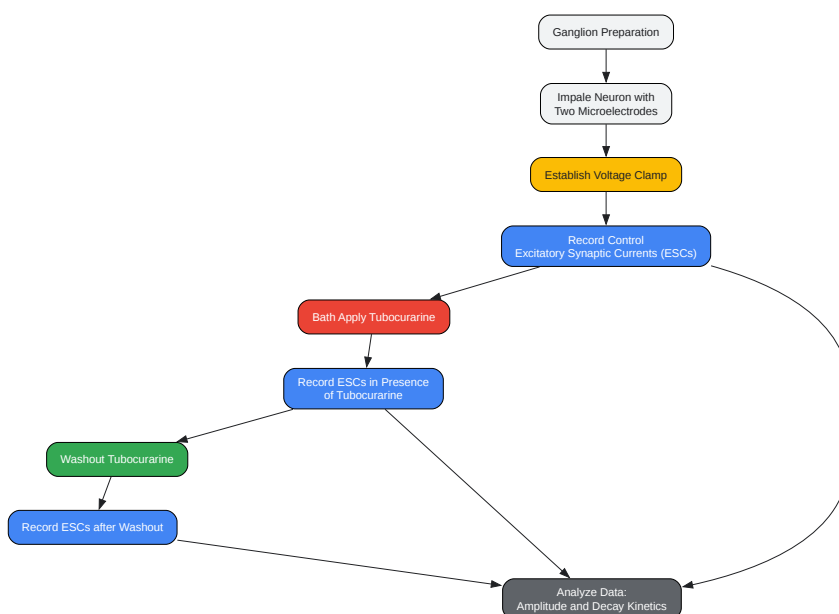 Ganglion Preparation
Impale Neuron with
Two Microelectrodes
Establish Voltage Clamp
Record Control
Excitatory Synaptic Currents (ESCs)
Bath Apply Tubocurarine
Record ESCs in Presence
of Tubocurarine
Washout Tubocurarine
Record ESCs after Washout
Analyze Data:
Amplitude and Decay Kinetics